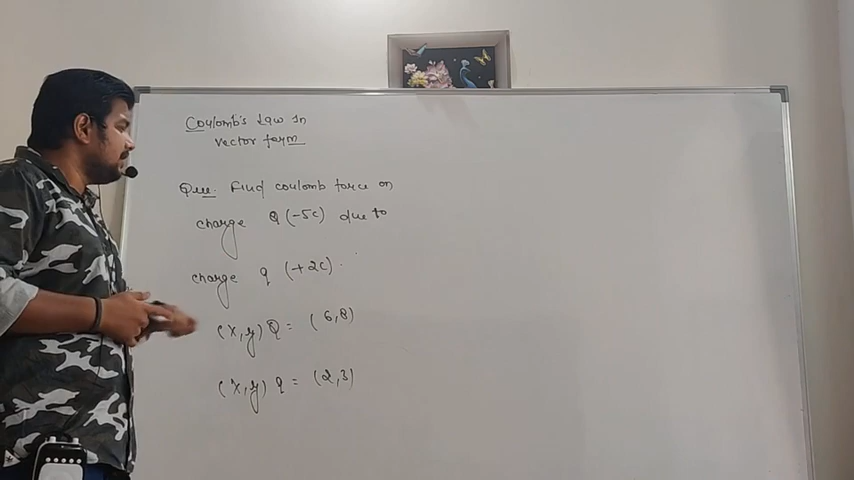 Coulomb's Law in
vector form
Que: Find coulomb force on
charge Q (-5C) due to
charge q (+2C).
(x,y) Q = (6,8)
(x,y) q = (2,3)